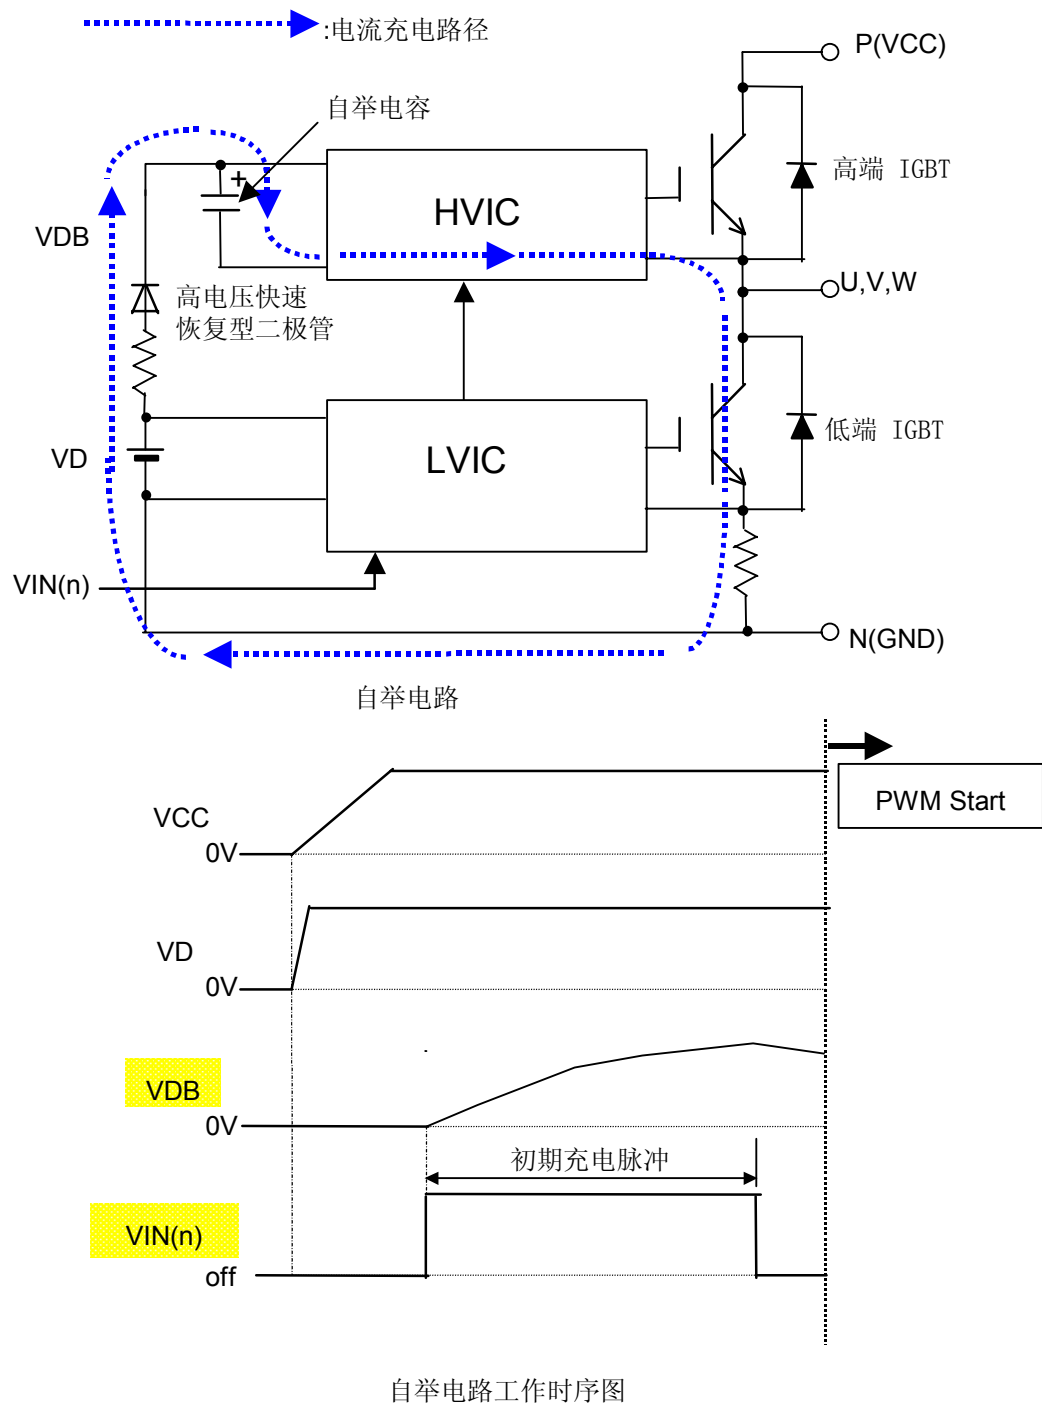 :电流充电路径
P(VCC)
自举电容
高端 IGBT
+
HVIC
VDB
U,V,W
高电压快速
恢复型二极管
低端 IGBT
VD
LVIC
VIN(n)
N(GND)
自举电路
PWM Start
VCC
0V
VD
0V
VDB
0V
初期充电脉冲
VIN(n)
off
自举电路工作时序图